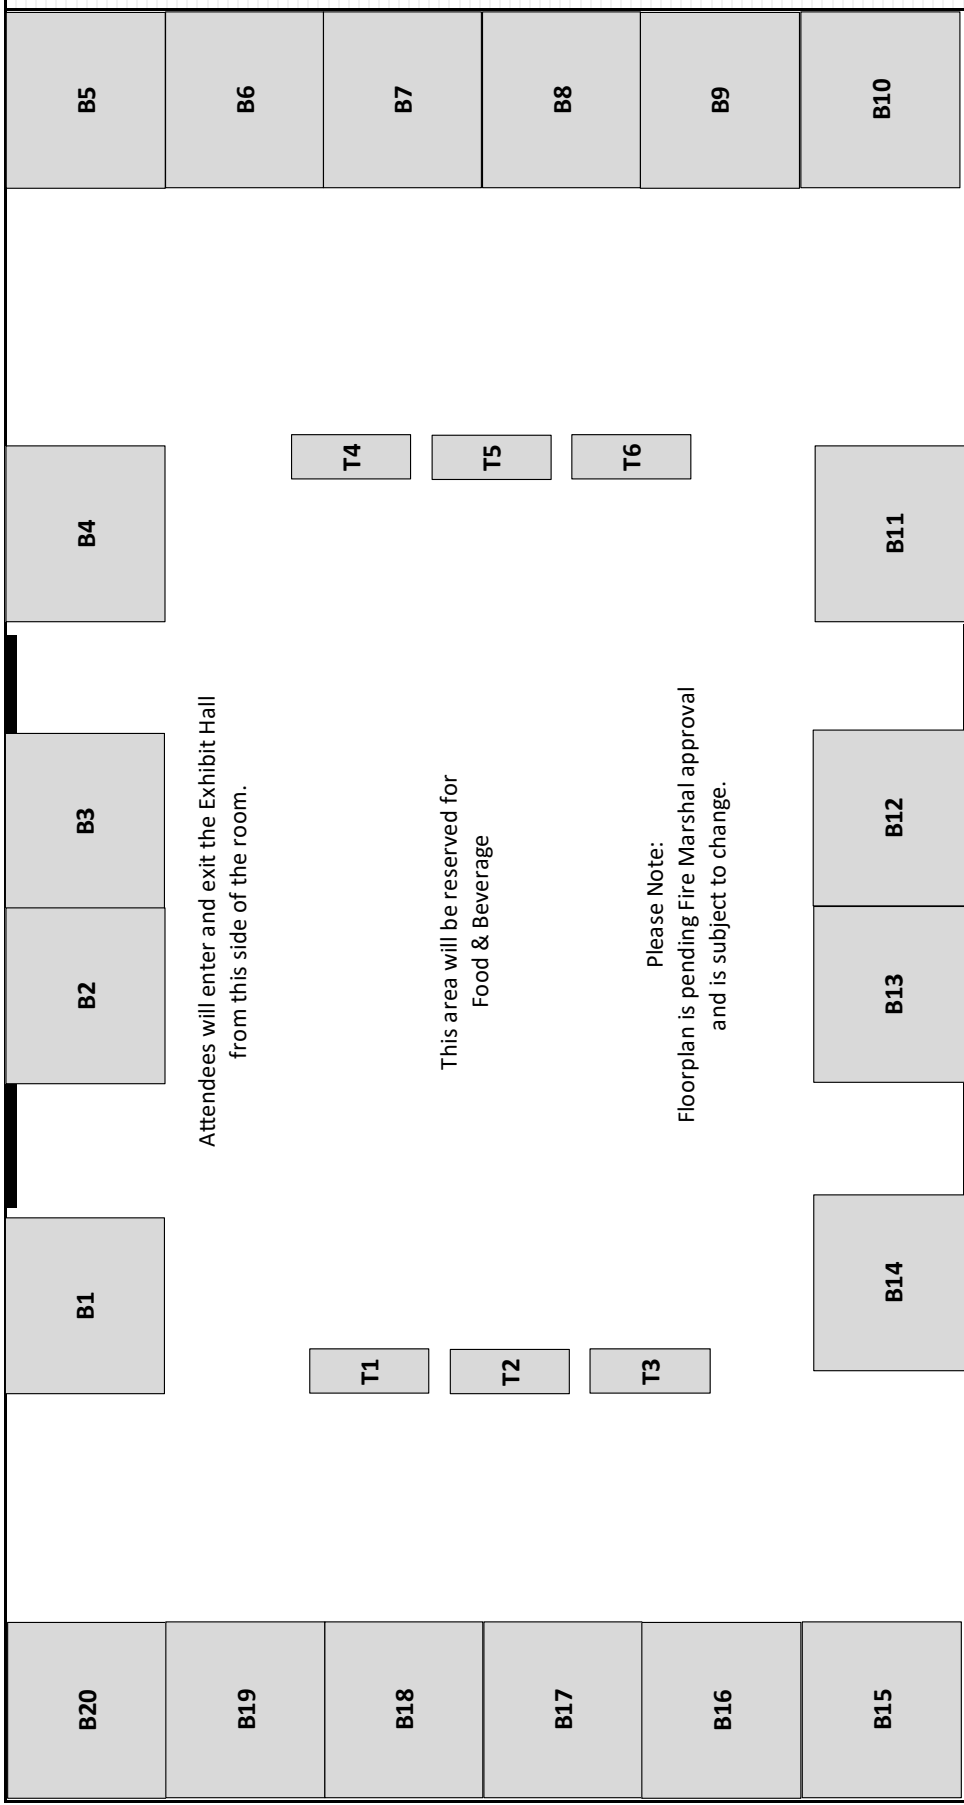 B20
B1
B2
B3
B4
B5
Attendees will enter and exit the Exhibit Hall
from this side of the room.
B19
B6
T1
T4
B18
B7
This area will be reserved for
Food & Beverage
T2
T5
B17
B8
T3
T6
Please Note:
Floorplan is pending Fire Marshal approval
and is subject to change.
B16
B9
B15
B14
B13
B12
B11
B10